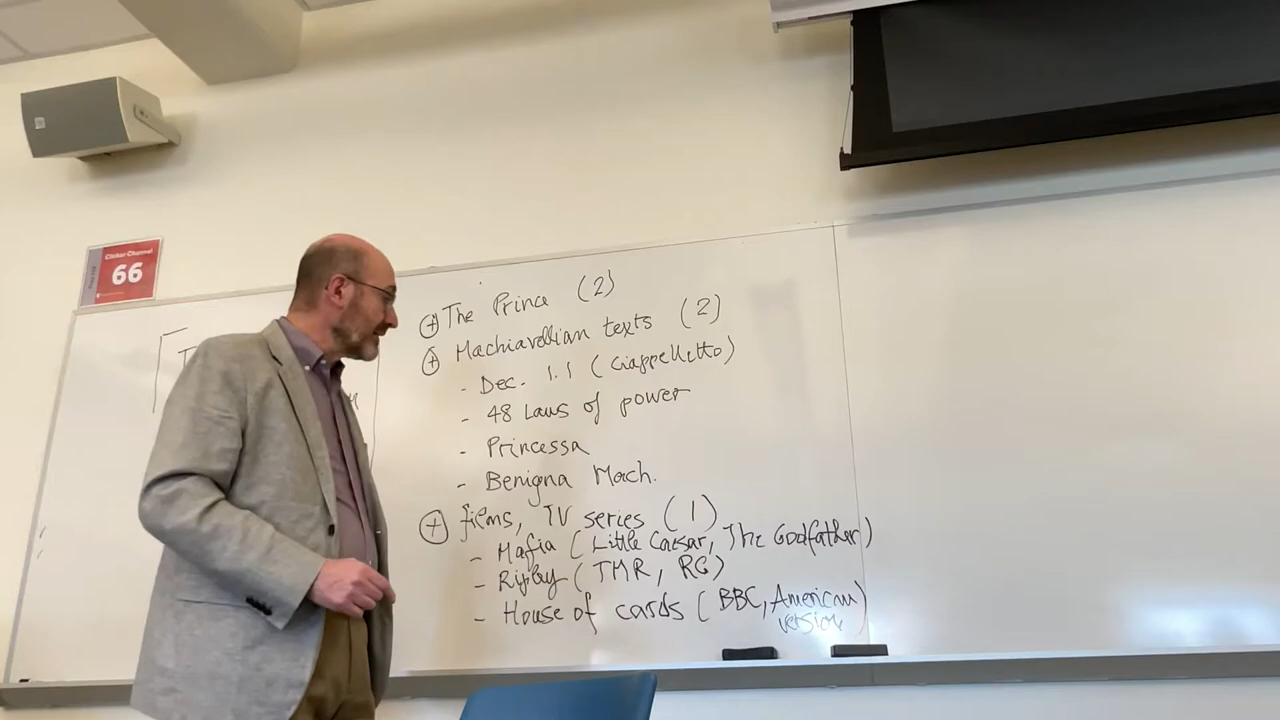 Clicker Channel
66
⊕ The Prince (2)
⊕ Machiavellian texts (2)
- Dec. 1.1 (Ciappelletto)
- 48 Laws of power
- Princessa
- Benigna Mach.
⊕ films, TV series (1)
- Mafia (Little Caesar, The Godfather)
- Ripley (TMR, RG)
- House of cards (BBC, American
version)